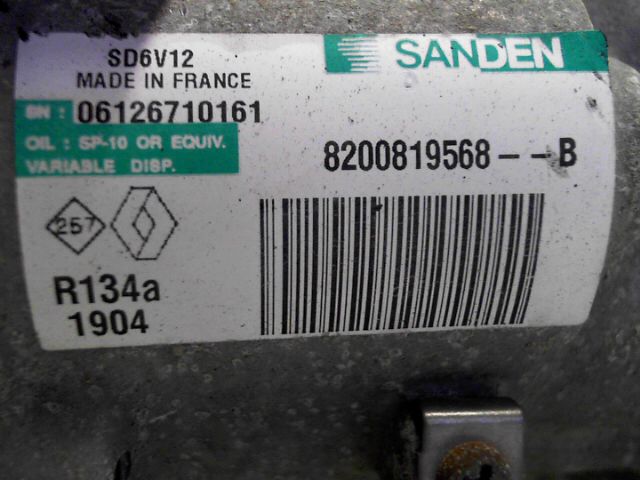 SANDEN
SD6V12
MADE IN FRANCE
SN : 06126710161
OIL : SP-10 OR EQUIV.
VARIABLE DISP.
8200819568--B
257
R134a
1904